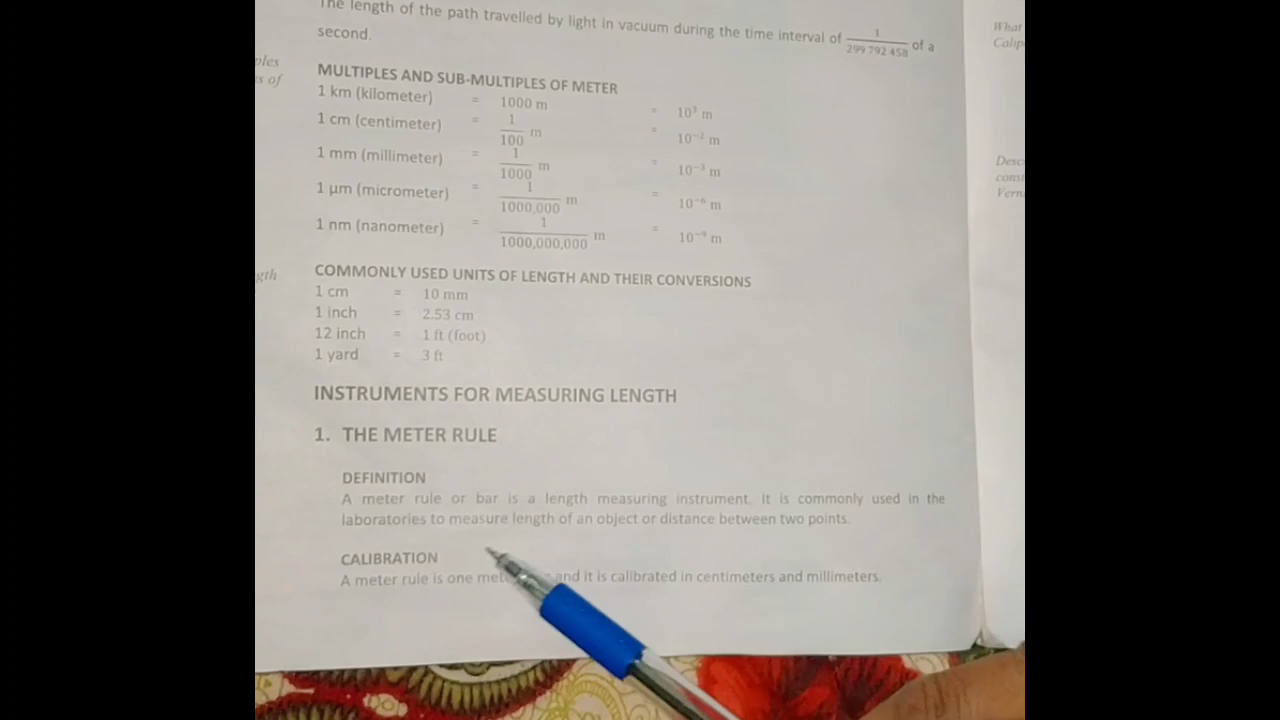 The length of the path travelled by light in vacuum during the time interval of 1/299 792 458 of a
second.
MULTIPLES AND SUB-MULTIPLES OF METER
1 km (kilometer) = 1000 m = 10³ m
1 cm (centimeter) = 1/100 m = 10⁻² m
1 mm (millimeter) = 1/1000 m = 10⁻³ m
1 µm (micrometer) = 1/1000,000 m = 10⁻⁶ m
1 nm (nanometer) = 1/1000,000,000 m = 10⁻⁹ m
COMMONLY USED UNITS OF LENGTH AND THEIR CONVERSIONS
1 cm = 10 mm
1 inch = 2.53 cm
12 inch = 1 ft (foot)
1 yard = 3 ft
INSTRUMENTS FOR MEASURING LENGTH
1. THE METER RULE
DEFINITION
A meter rule or bar is a length measuring instrument. It is commonly used in the
laboratories to measure length of an object or distance between two points.
CALIBRATION
A meter rule is one and it is calibrated in centimeters and millimeters.
What